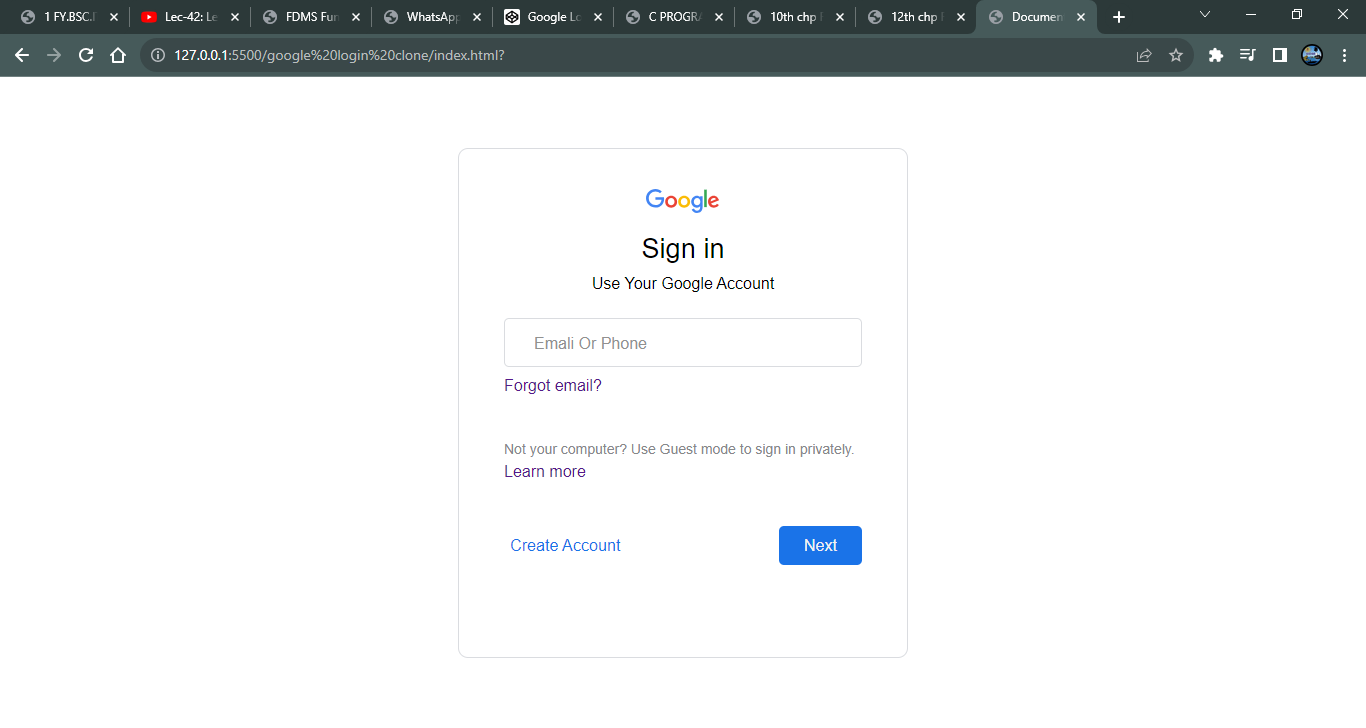 1 FY.BSC.
Lec-42: Le
FDMS Fun
WhatsApp
Google Lo
C PROGRA
10th chp
12th chp
Documen
127.0.0.1:5500/google%20login%20clone/index.html?
Google
Sign in
Use Your Google Account
Emali Or Phone
Forgot email?
Not your computer? Use Guest mode to sign in privately.
Learn more
Create Account
Next